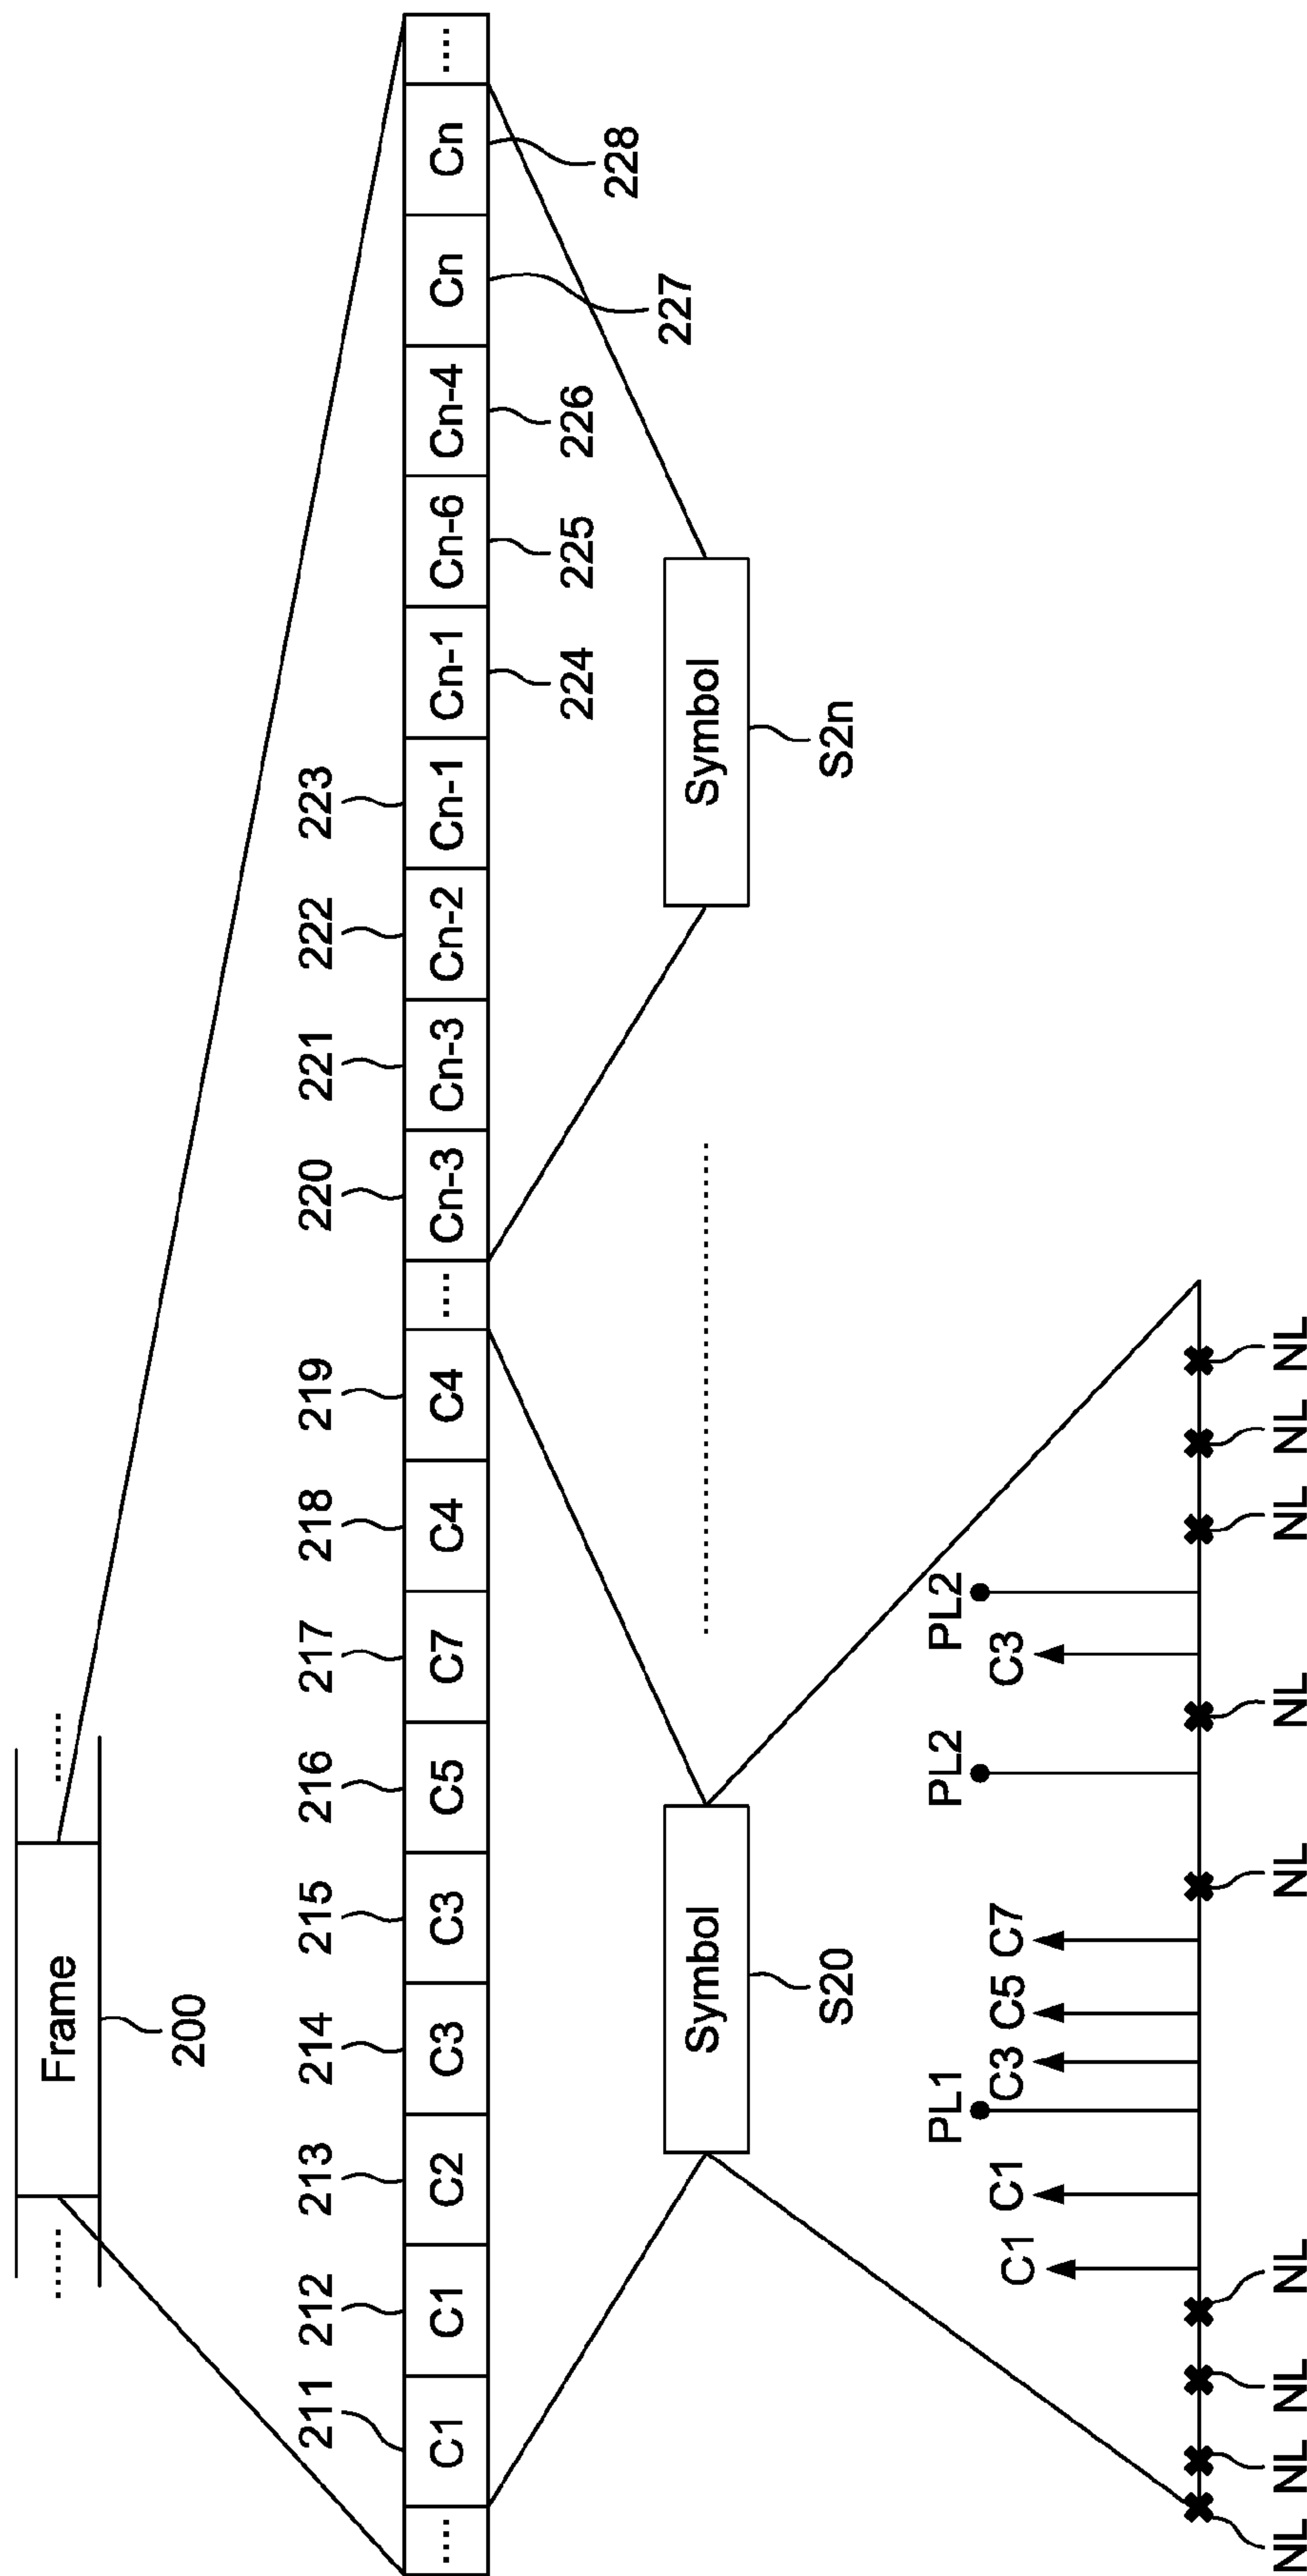 ...... Frame ......
200
211 212 213 214 215 216 217 218 219 220 221 222 223
.... C1 C1 C2 C3 C3 C5 C7 C4 C4 .... Cn-3 Cn-3 Cn-2 Cn-1 Cn-1 Cn-6 Cn-4 Cn Cn ....
224 225 226 227 228
Symbol Symbol
S20 S2n
PL1 PL2 PL2
C1 C1 C3 C5 C7 C3
NL NL NL NL NL NL NL NL NL